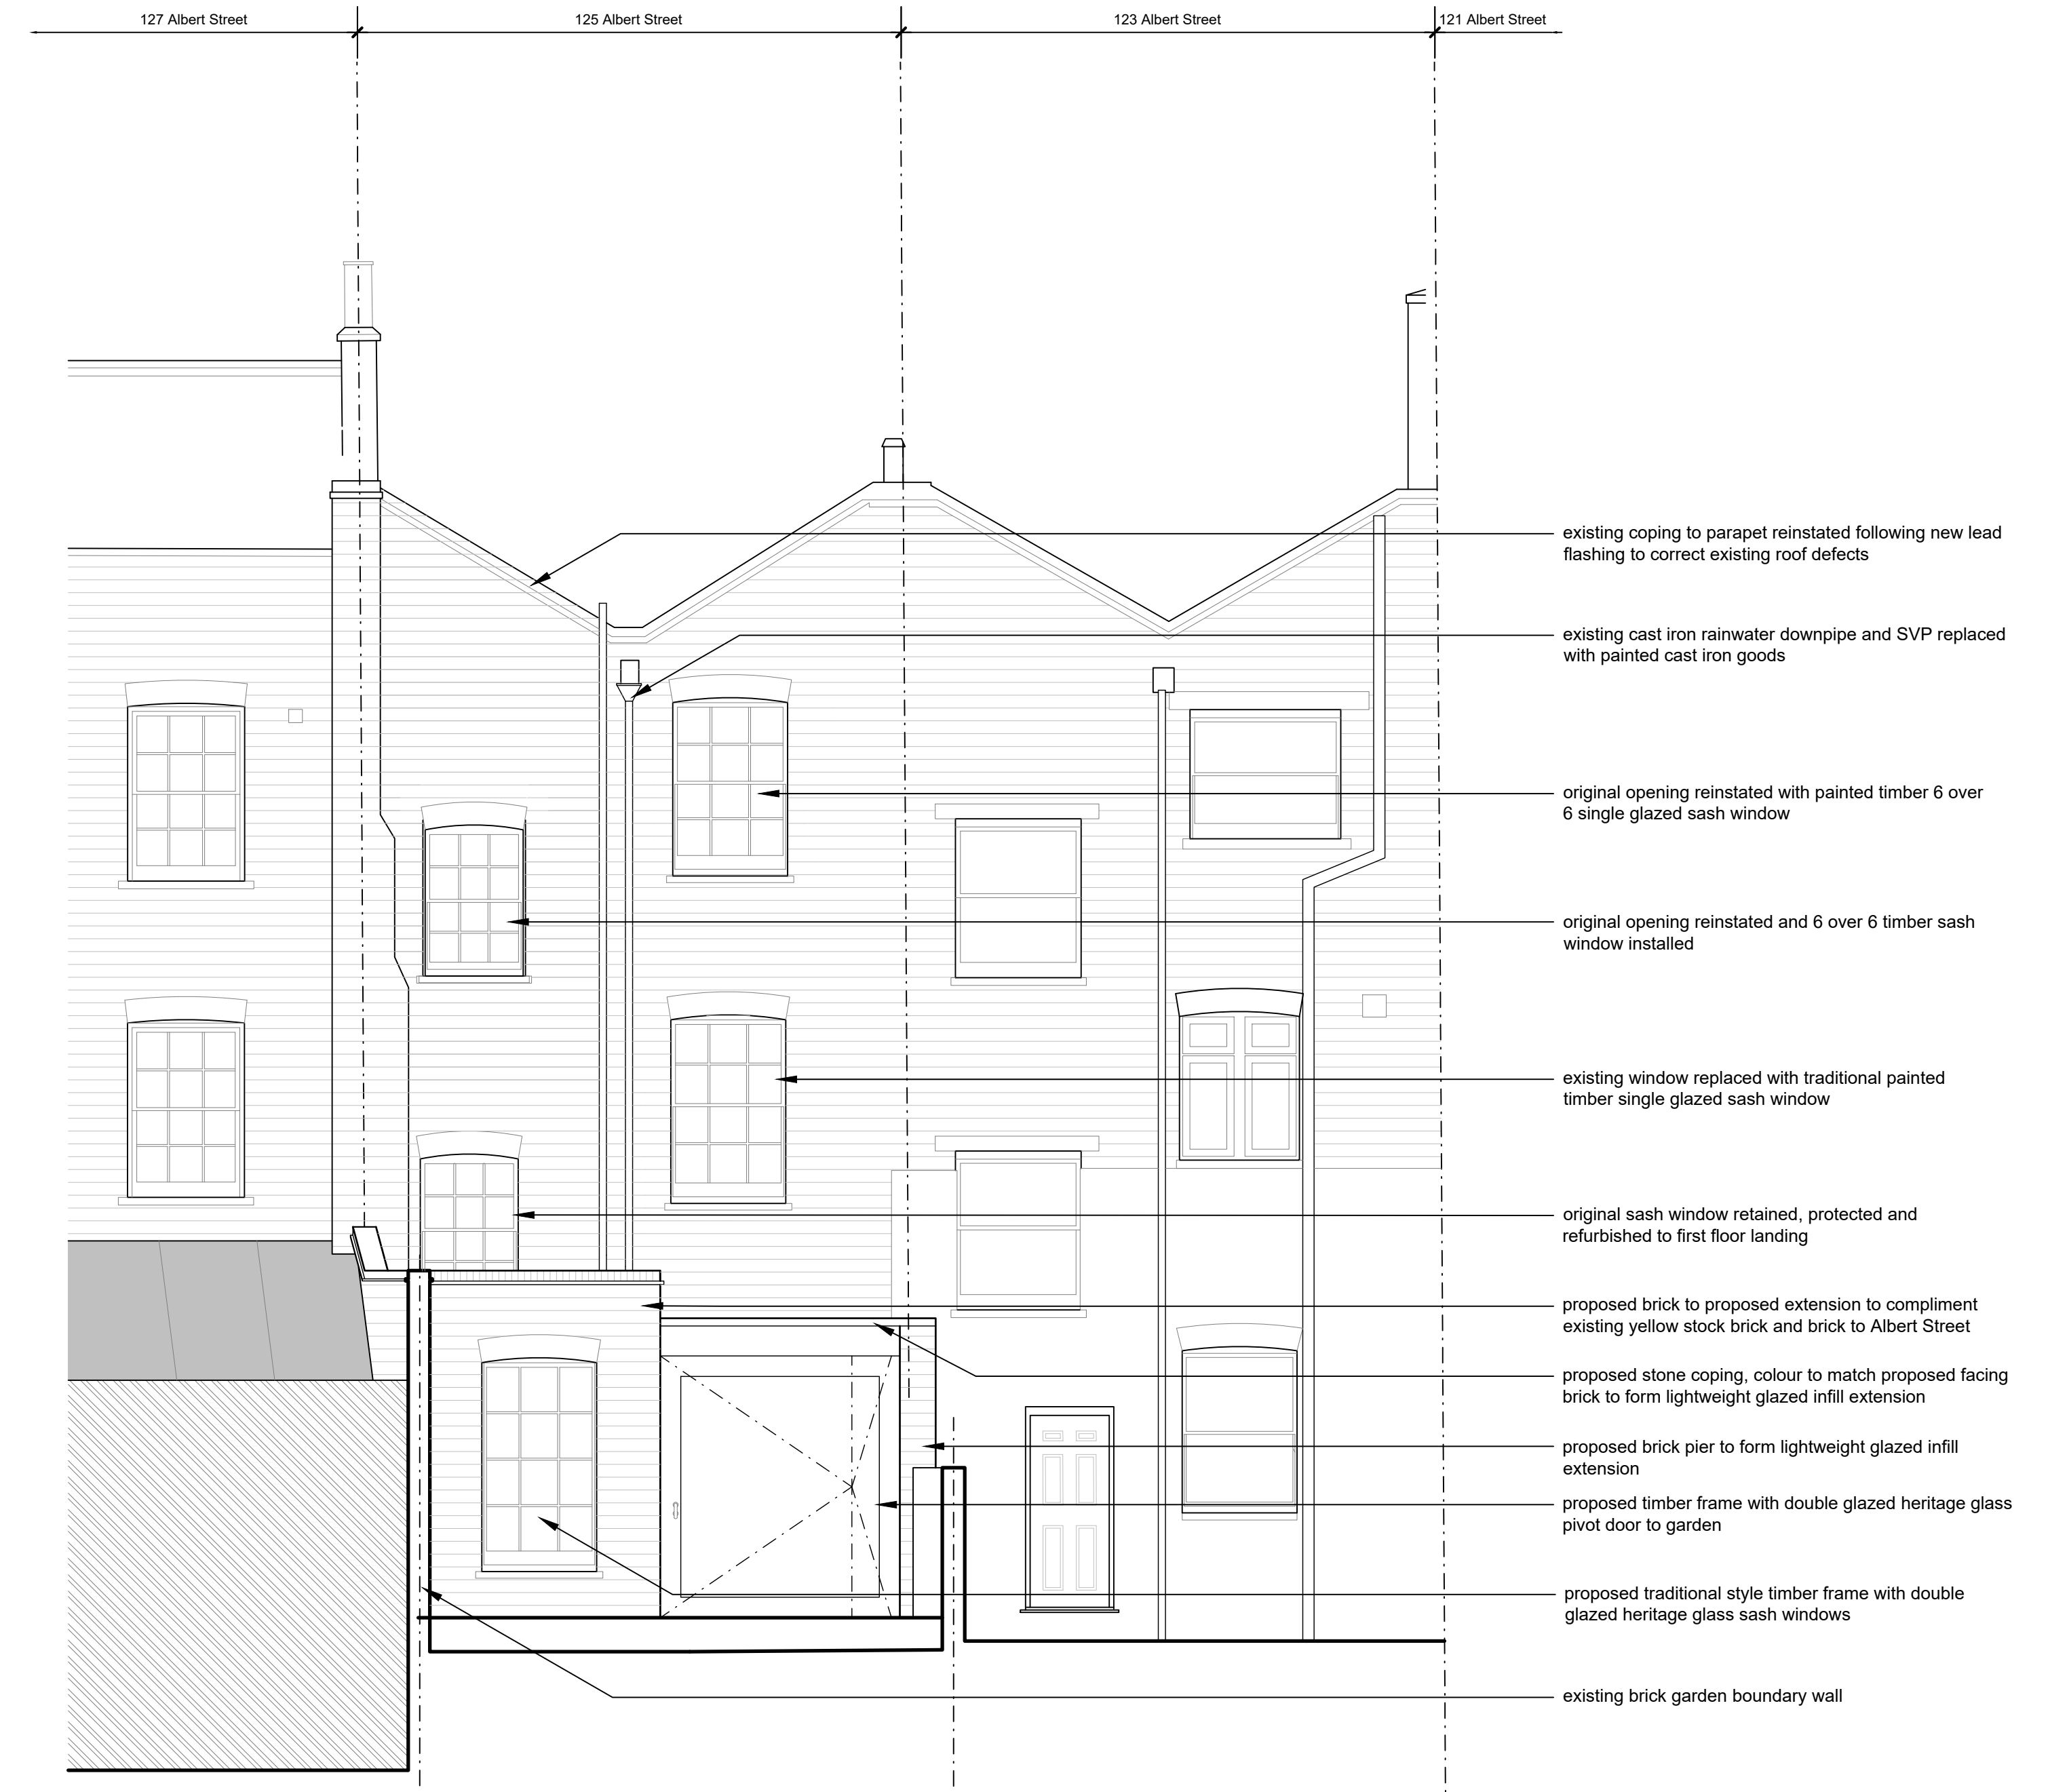 127 Albert Street
125 Albert Street
123 Albert Street
121 Albert Street
existing coping to parapet reinstated following new lead
flashing to correct existing roof defects
existing cast iron rainwater downpipe and SVP replaced
with painted cast iron goods
original opening reinstated with painted timber 6 over
6 single glazed sash window
original opening reinstated and 6 over 6 timber sash
window installed
existing window replaced with traditional painted
timber single glazed sash window
original sash window retained, protected and
refurbished to first floor landing
proposed brick to proposed extension to compliment
existing yellow stock brick and brick to Albert Street
proposed stone coping, colour to match proposed facing
brick to form lightweight glazed infill extension
proposed brick pier to form lightweight glazed infill
extension
proposed timber frame with double glazed heritage glass
pivot door to garden
proposed traditional style timber frame with double
glazed heritage glass sash windows
existing brick garden boundary wall